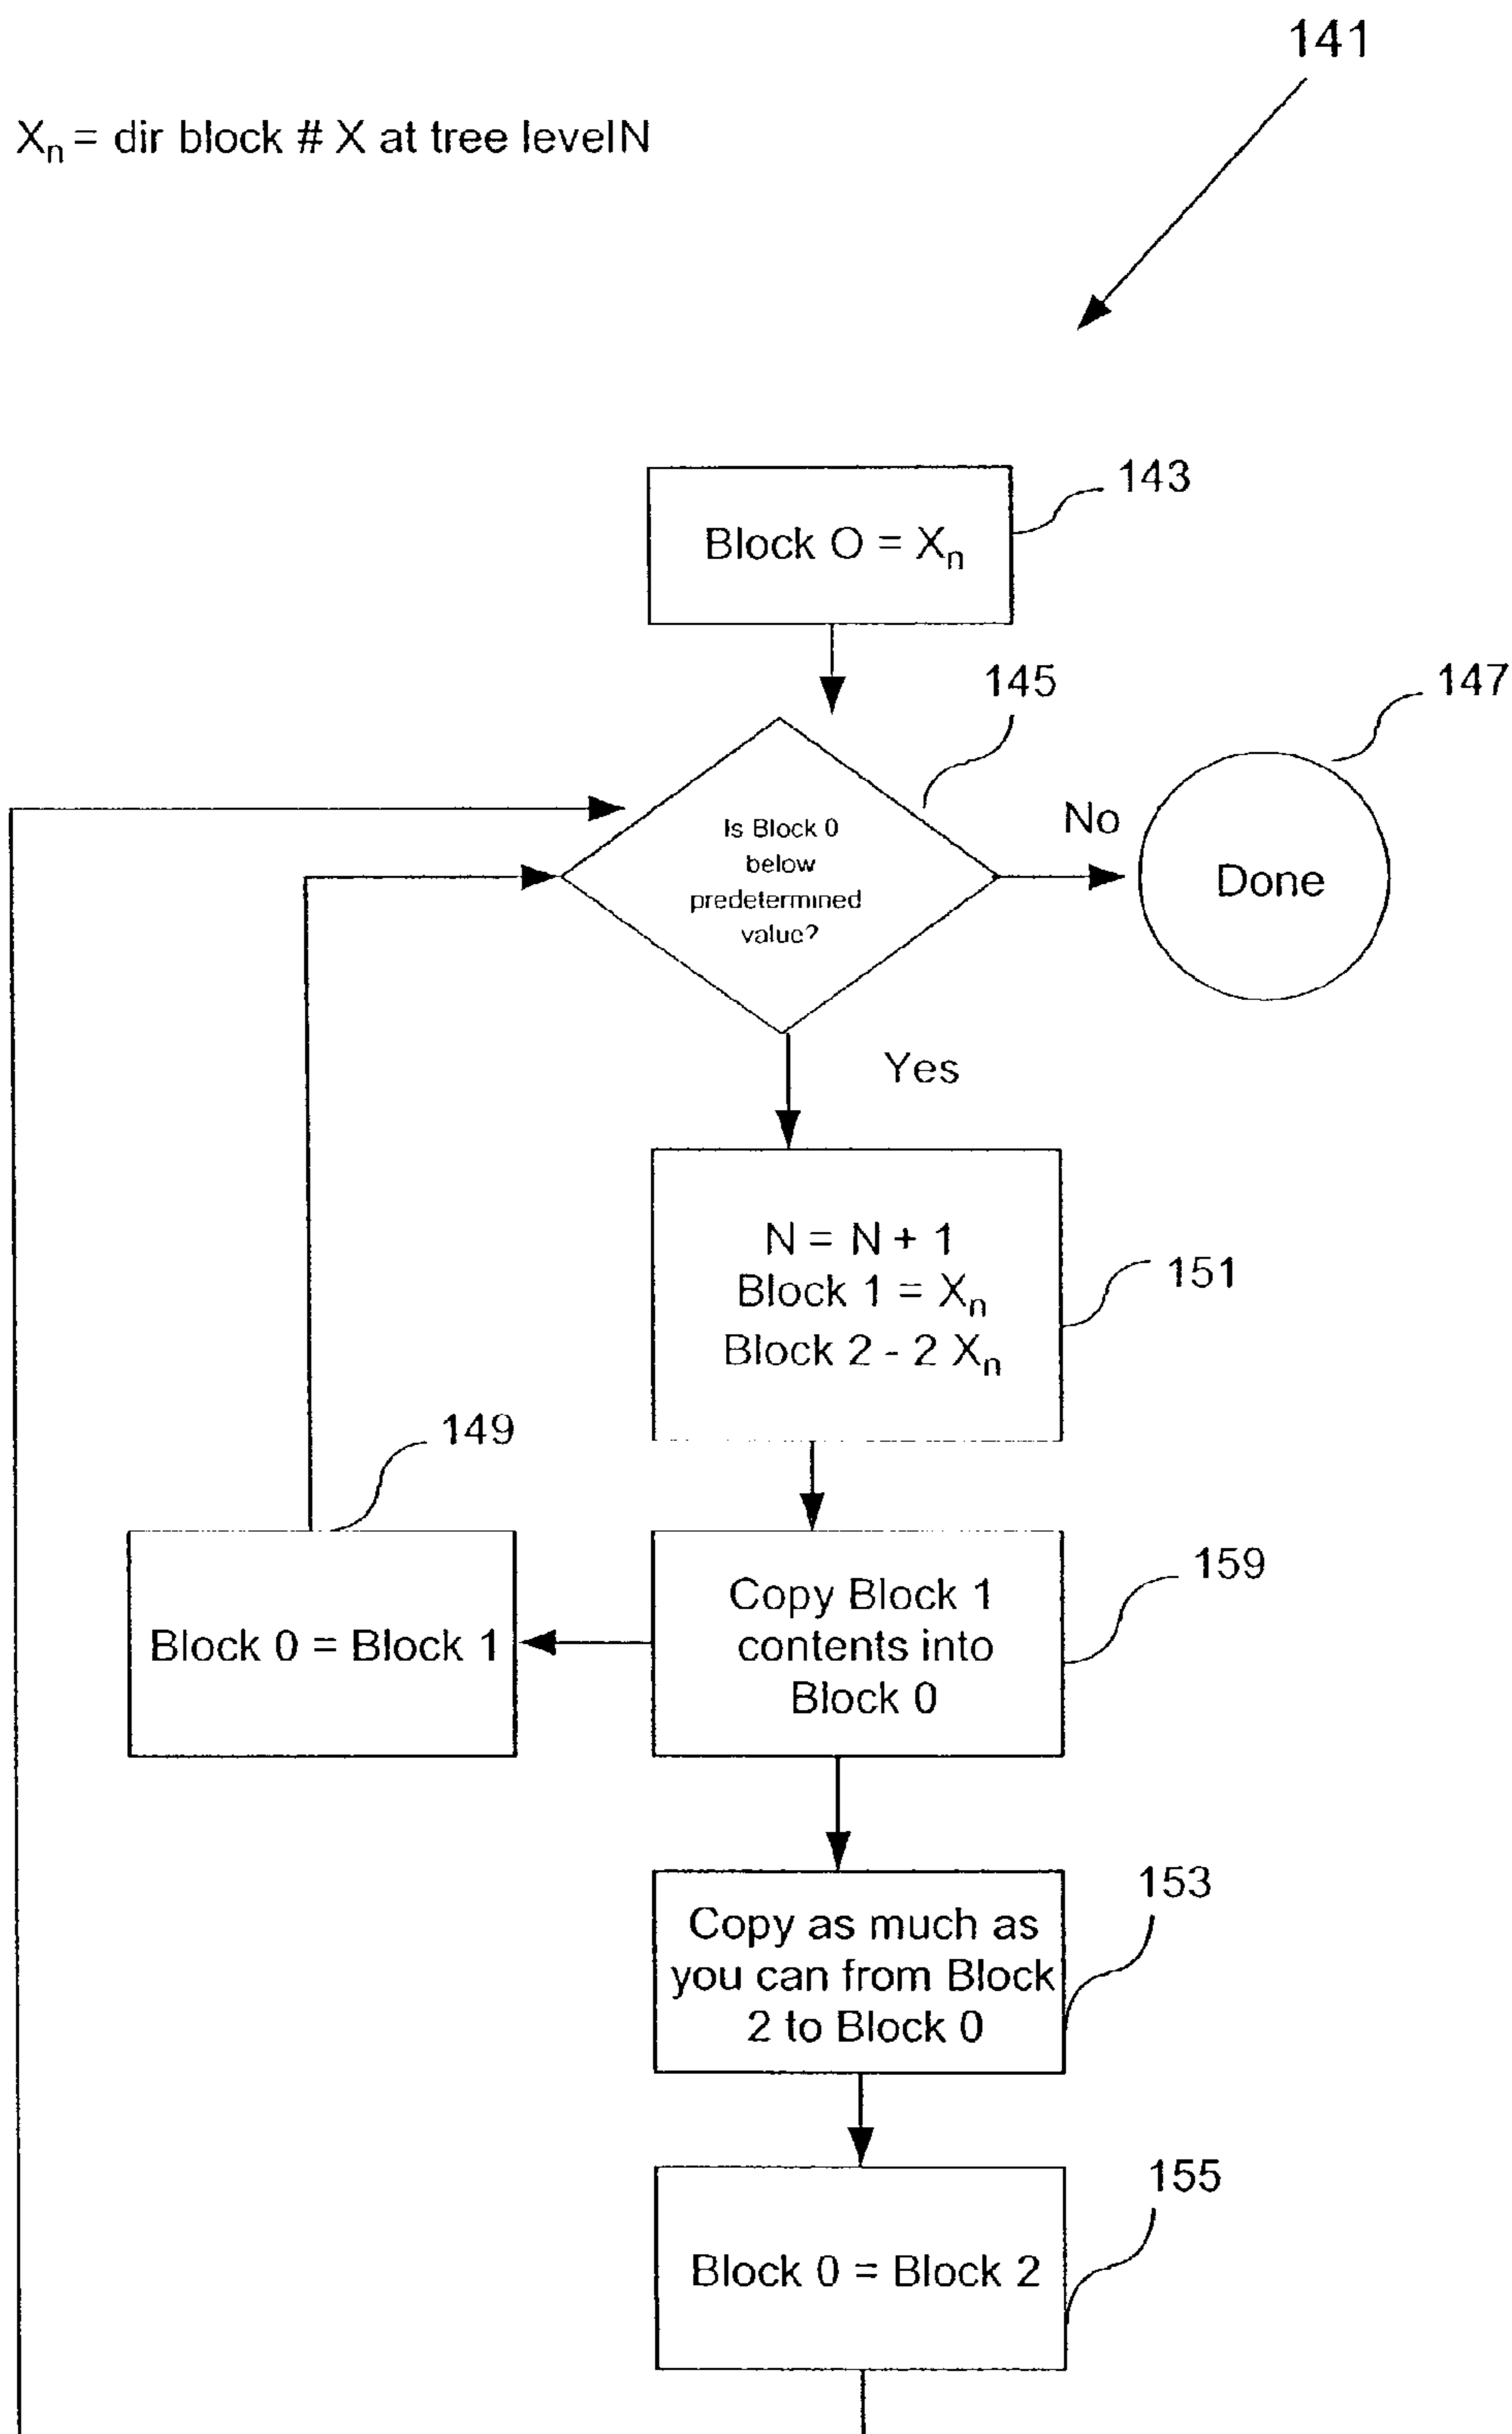 141
Xn = dir block # X at tree levelN
143
Block O = Xn
145
147
Is Block 0
below
predetermined
value?
No
Done
Yes
N = N + 1
Block 1 = Xn
Block 2 - 2 Xn
151
149
159
Copy Block 1
contents into
Block 0
Block 0 = Block 1
153
Copy as much as
you can from Block
2 to Block 0
155
Block 0 = Block 2